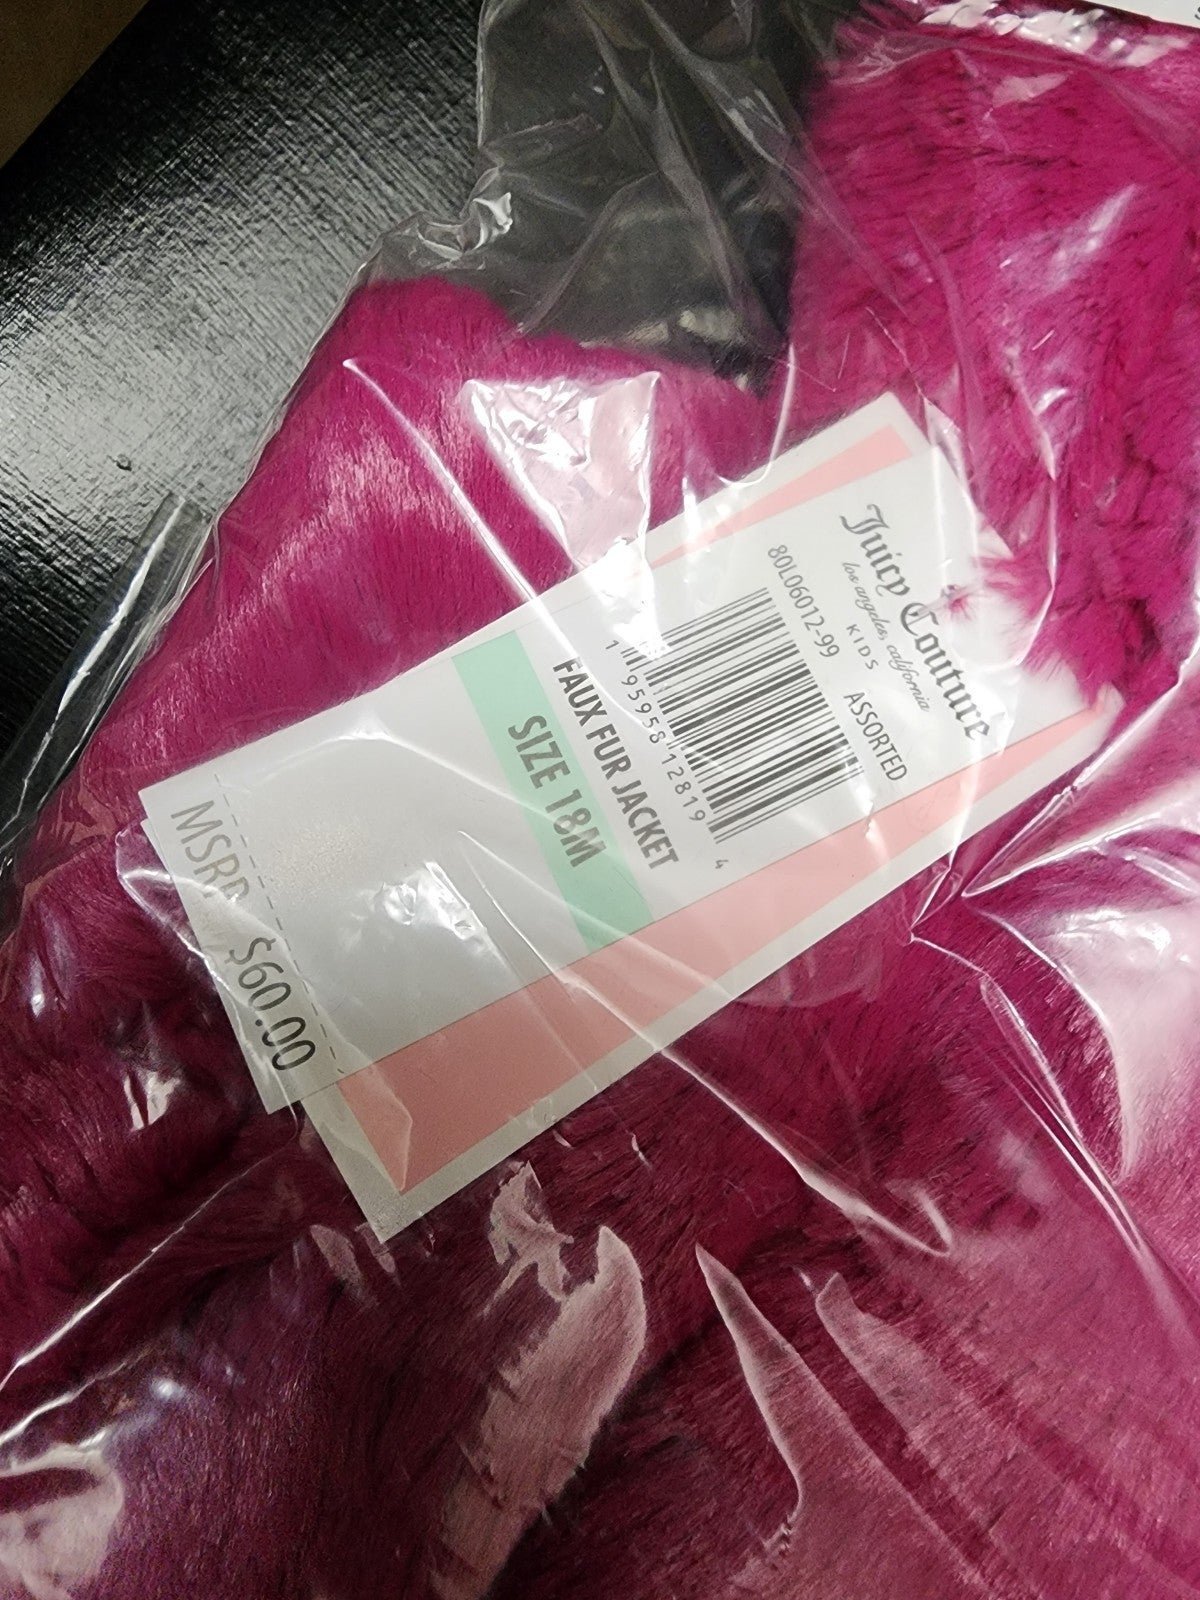 Juicy Couture
los angeles, california
KIDS
80L06012-99 ASSORTED
1 95958 12819 4
FAUX FUR JACKET
SIZE 18M
MSRP $60.00